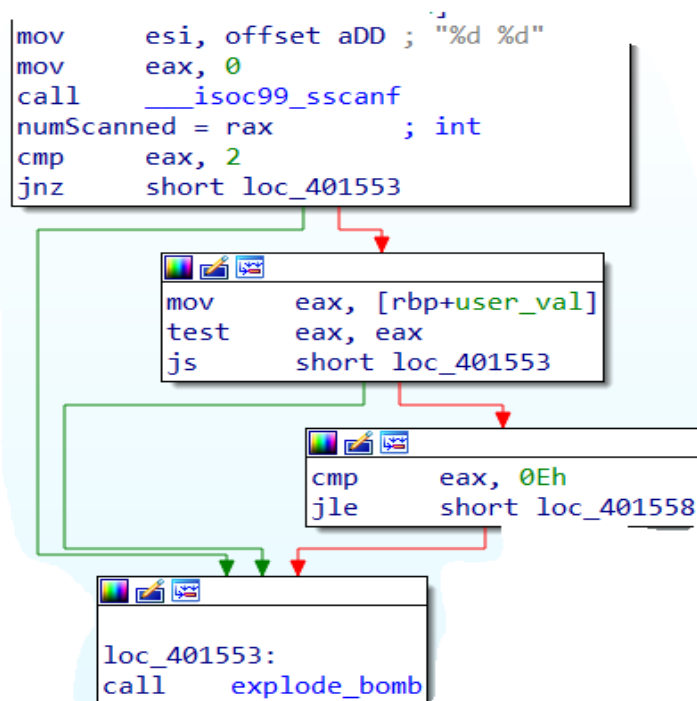 mov esi, offset aDD ; "%d %d"
mov eax, 0
call ___isoc99_sscanf
numScanned = rax ; int
cmp eax, 2
jnz short loc_401553
mov eax, [rbp+user_val]
test eax, eax
js short loc_401553
cmp eax, 0Eh
jle short loc_401558
loc_401553:
call explode_bomb